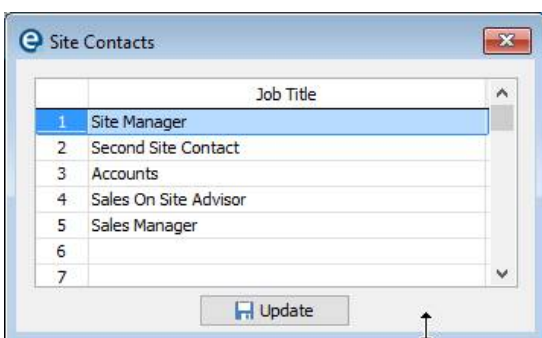 Site Contacts
Job Title
1 Site Manager
2 Second Site Contact
3 Accounts
4 Sales On Site Advisor
5 Sales Manager
6
7
Update